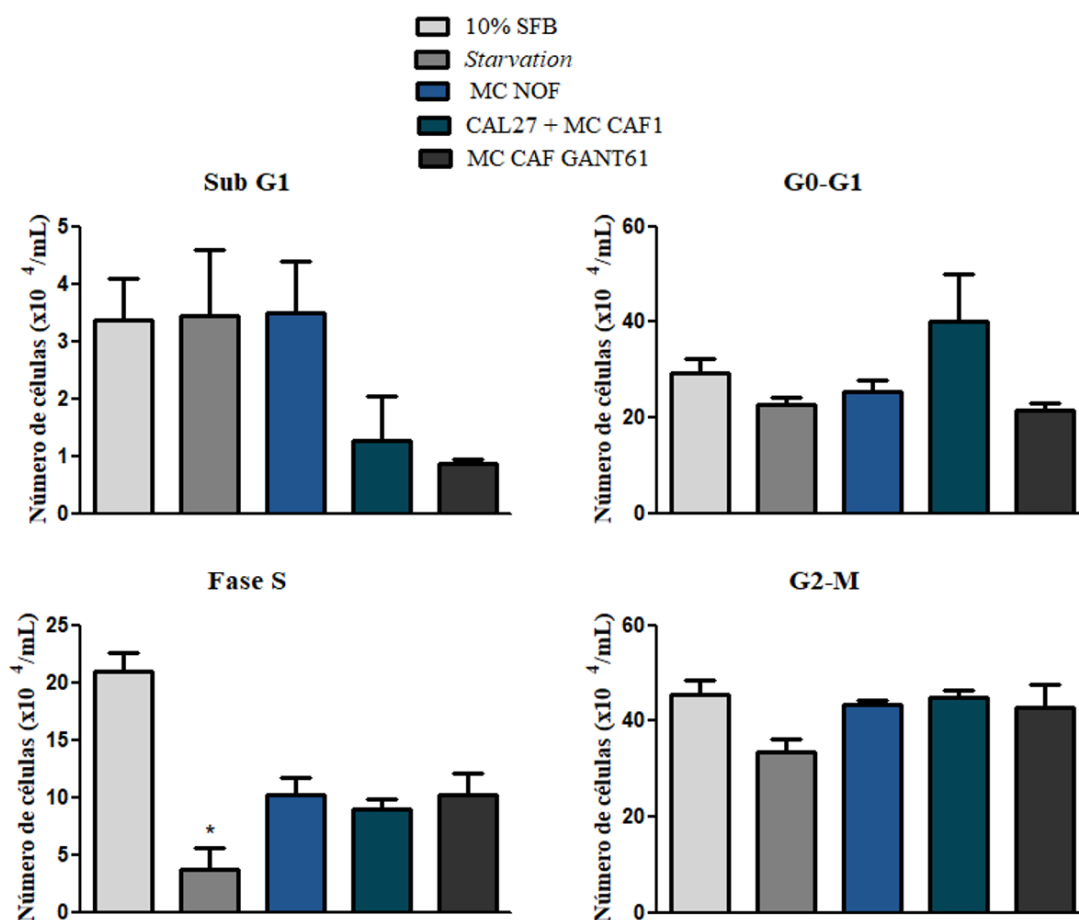 10% SFB
Starvation
MC NOF
CAL27 + MC CAF1
MC CAF GANT61
Sub G1
Número de células (x10 4/mL)
5
4
3
2
1
0
G0-G1
Número de células (x10 4/mL)
60
40
20
0
Fase S
Número de células (x10 4/mL)
25
20
15
10
5
0
*
G2-M
Número de células (x10 4/mL)
60
40
20
0